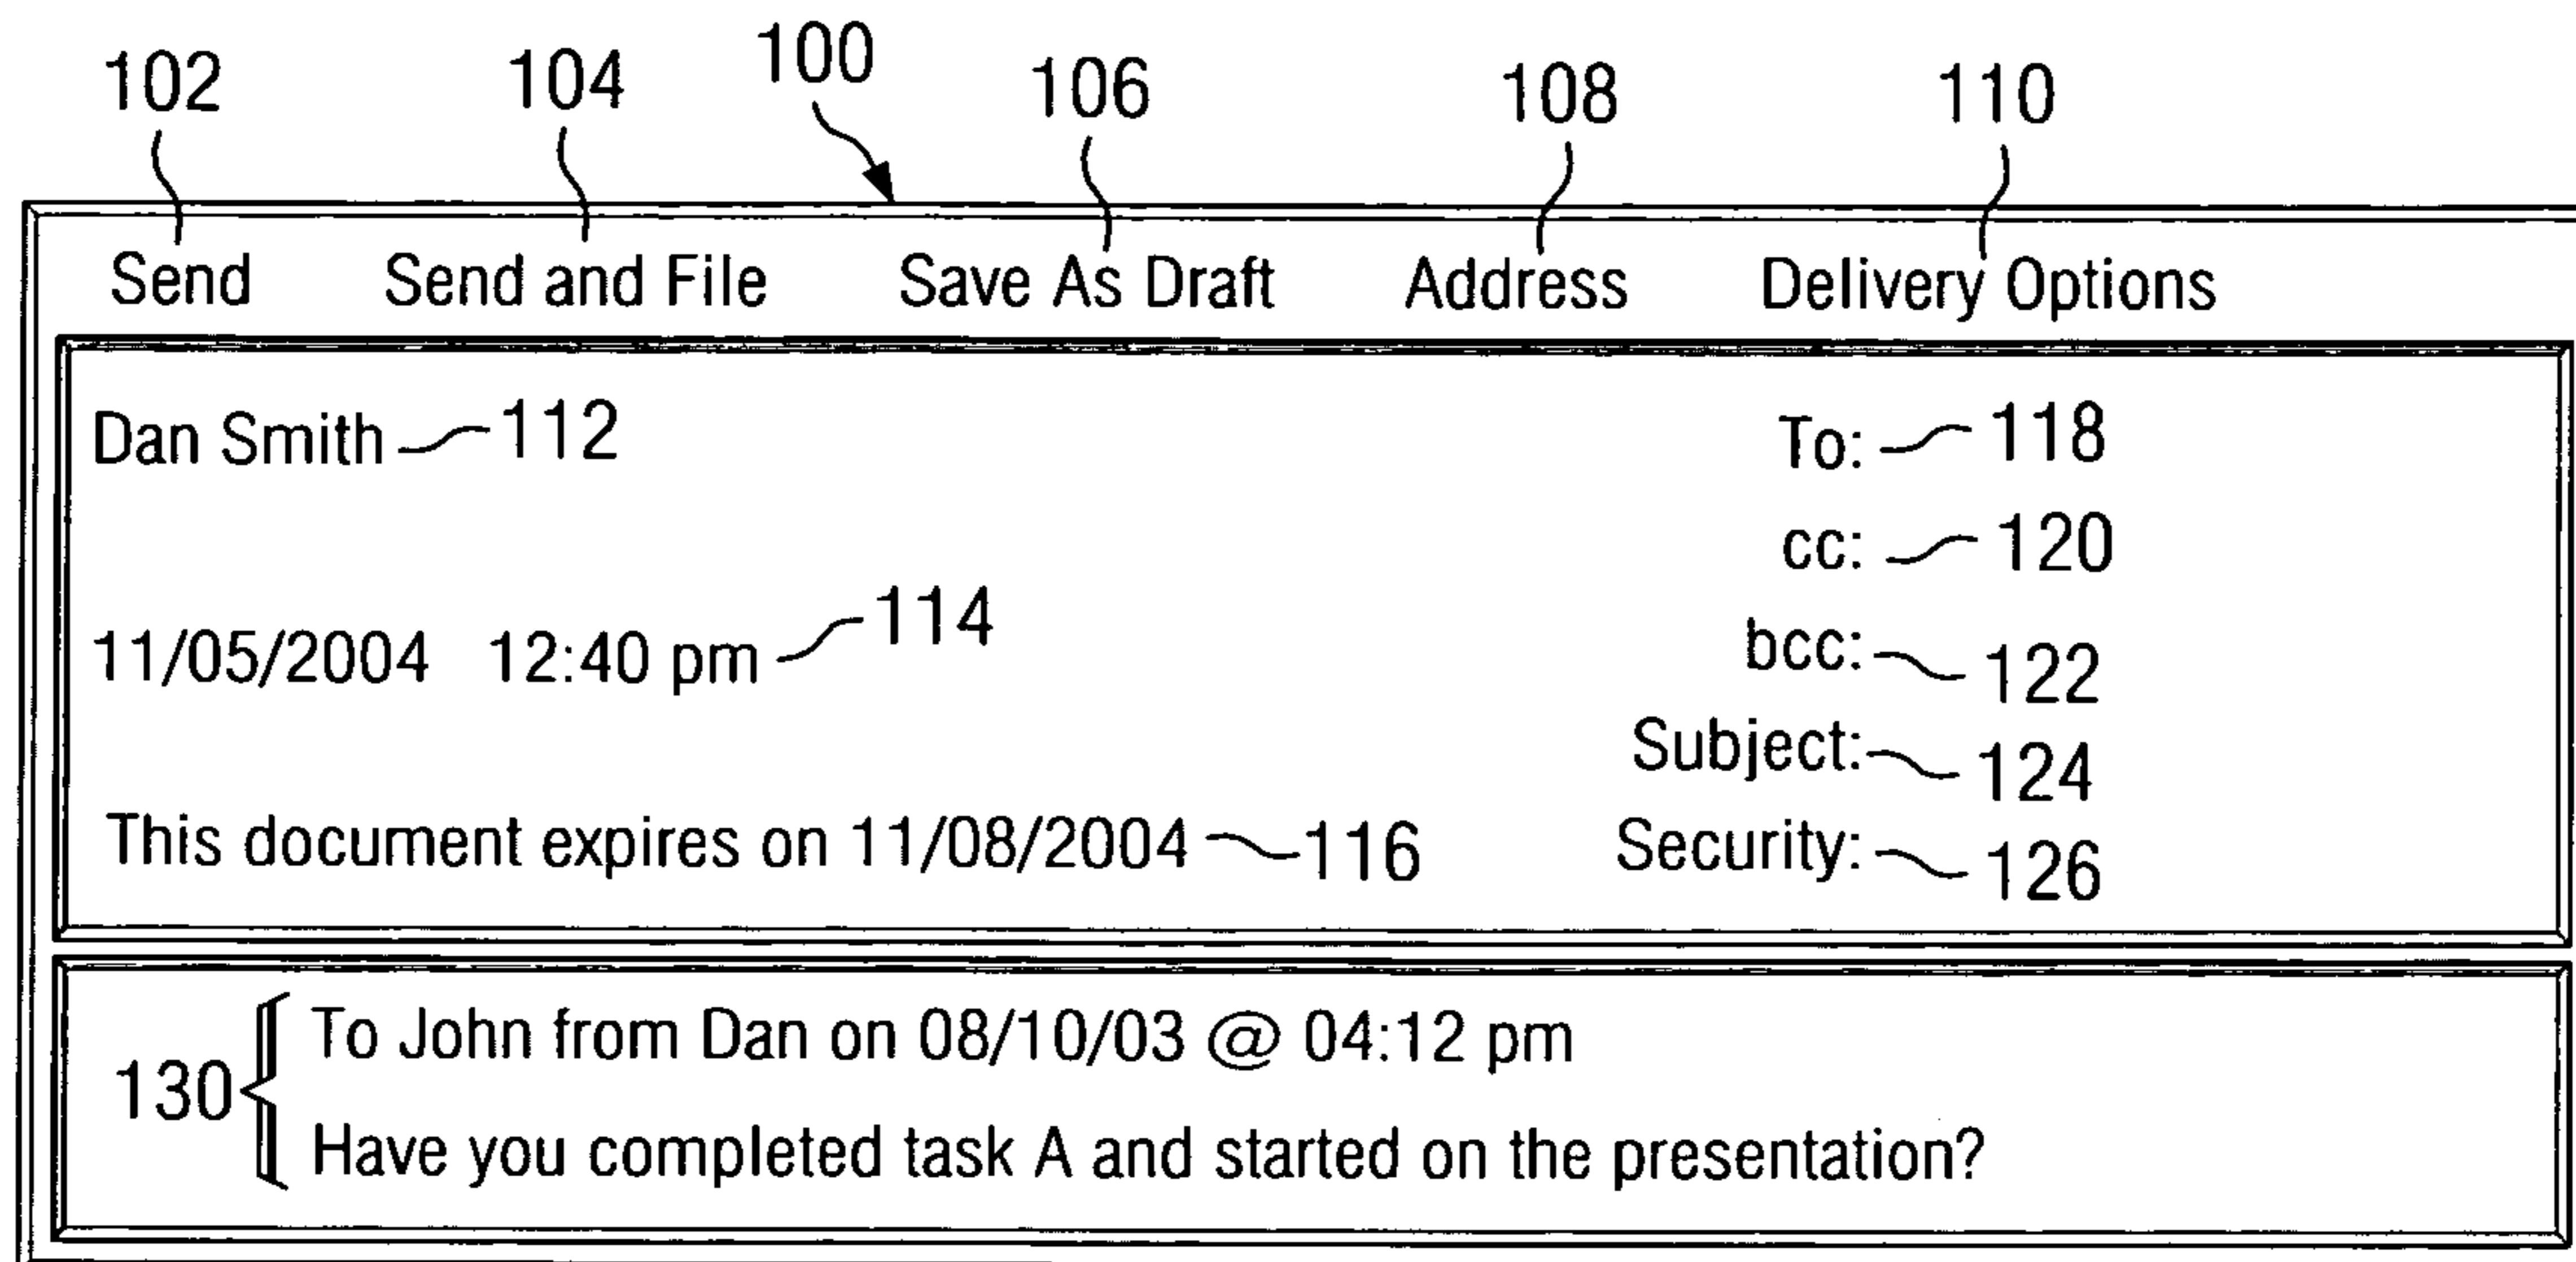 102 104 100 106 108 110
Send Send and File Save As Draft Address Delivery Options
Dan Smith 112 To: 118
cc: 120
11/05/2004 12:40 pm 114 bcc: 122
Subject: 124
This document expires on 11/08/2004 116 Security: 126
130 To John from Dan on 08/10/03 @ 04:12 pm
Have you completed task A and started on the presentation?